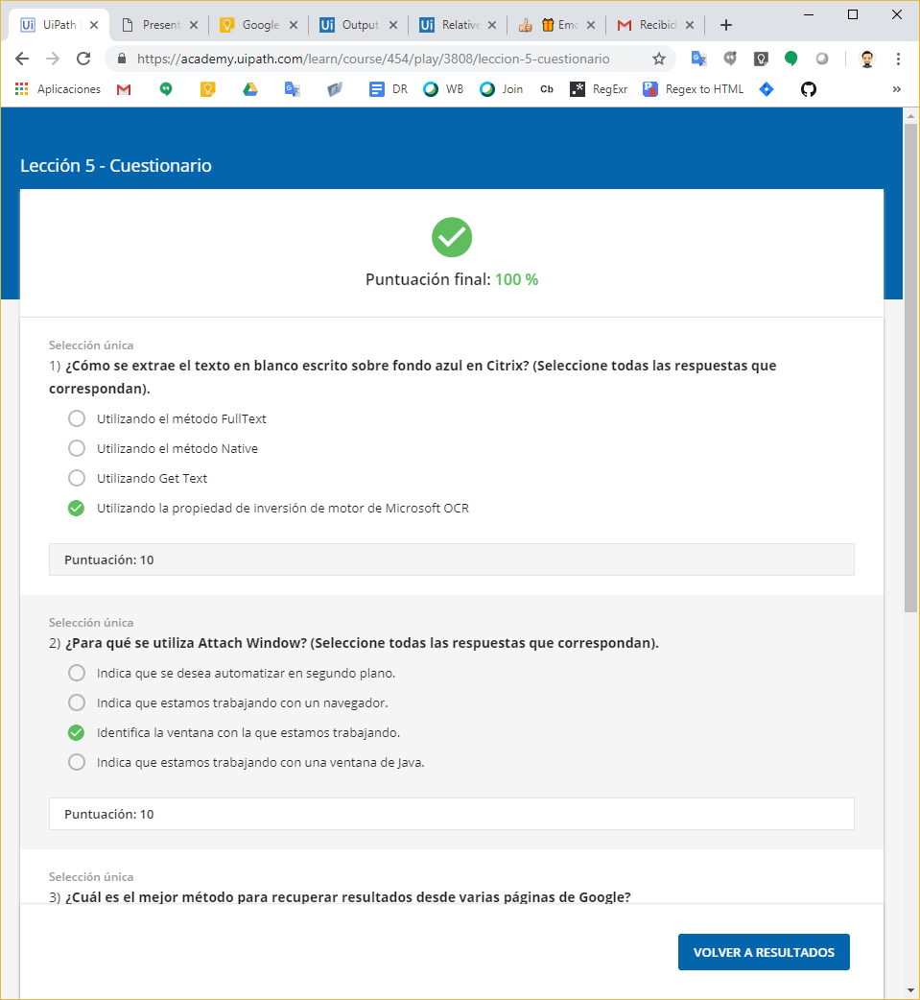 Ui UiPath
Present
Google
Ui Output
Ui Relative
Emo
Recibid
https://academy.uipath.com/learn/course/454/play/3808/leccion-5-cuestionario
Aplicaciones
DR
WB
Join
Cb
.*
RegExr
Regex to HTML
»
Lección 5 - Cuestionario
Puntuación final: 100 %
Selección única
1) ¿Cómo se extrae el texto en blanco escrito sobre fondo azul en Citrix? (Seleccione todas las respuestas que
correspondan).
Utilizando el método FullText
Utilizando el método Native
Utilizando Get Text
Utilizando la propiedad de inversión de motor de Microsoft OCR
Puntuación: 10
Selección única
2) ¿Para qué se utiliza Attach Window? (Seleccione todas las respuestas que correspondan).
Indica que se desea automatizar en segundo plano.
Indica que estamos trabajando con un navegador.
Identifica la ventana con la que estamos trabajando.
Indica que estamos trabajando con una ventana de Java.
Puntuación: 10
Selección única
3) ¿Cuál es el mejor método para recuperar resultados desde varias páginas de Google?
VOLVER A RESULTADOS